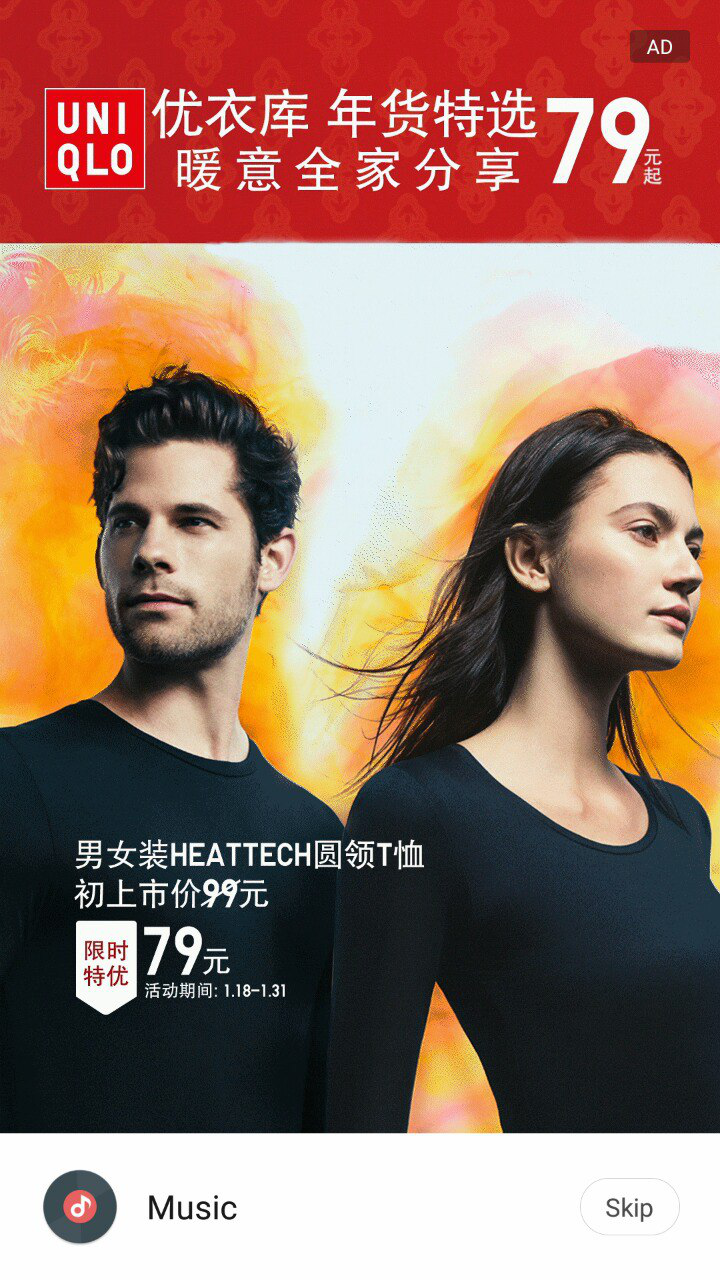 AD
UNI
QLO
优衣库 年货特选
暖意全家分享
79元起
男女装HEATTECH圆领T恤
初上市价99元
限时
特优
79元
活动期间: 1.18-1.31
Music
Skip